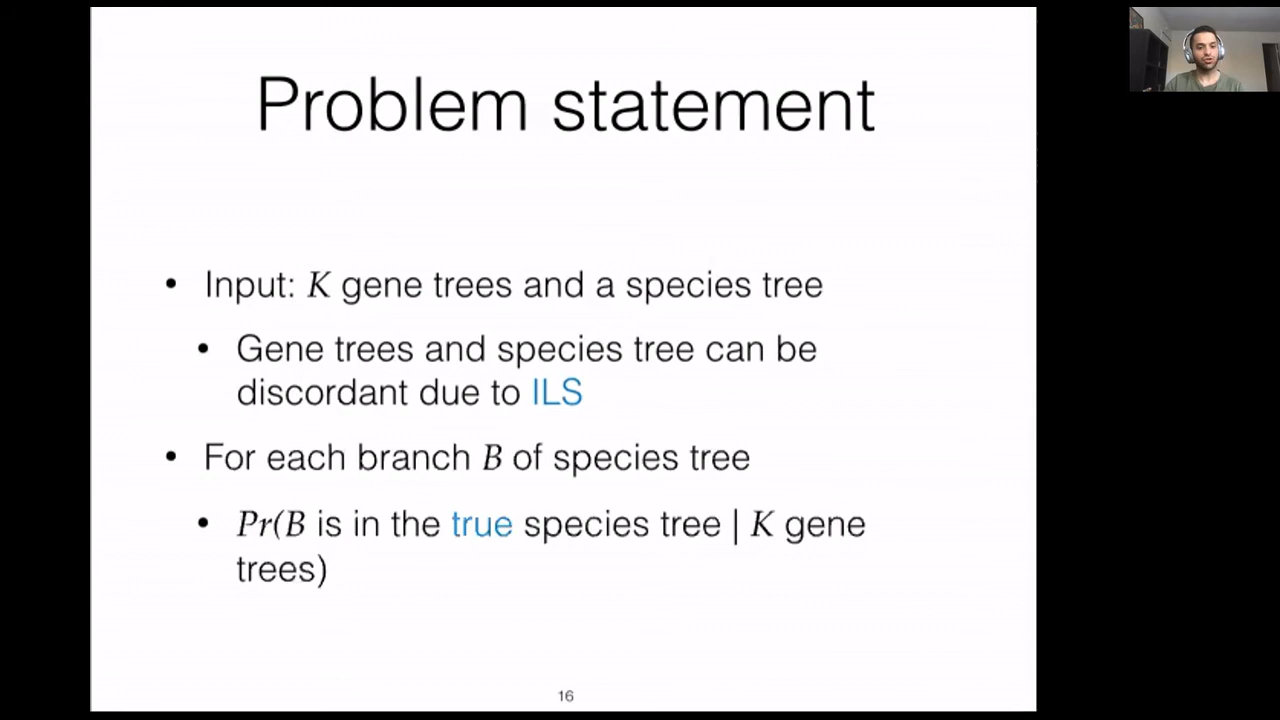 Problem statement
• Input: K gene trees and a species tree
• Gene trees and species tree can be
discordant due to ILS
• For each branch B of species tree
• Pr(B is in the true species tree | K gene
trees)
16